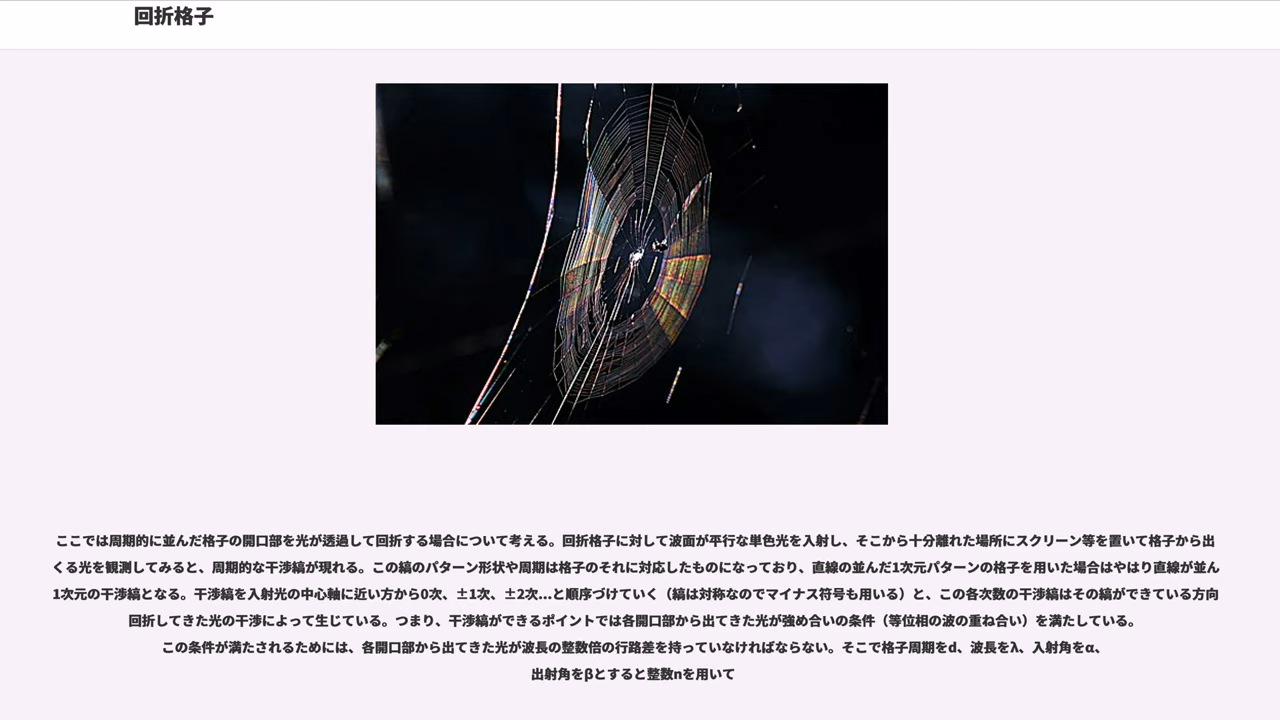 回折格子
ここでは周期的に並んだ格子の開口部を光が透過して回折する場合について考える。回折格子に対して波面が平行な単色光を入射し、そこから十分離れた場所にスクリーン等を置いて格子から出
くる光を観測してみると、周期的な干渉縞が現れる。この縞のパターン形状や周期は格子のそれに対応したものになっており、直線の並んだ1次元パターンの格子を用いた場合はやはり直線が並ん
1次元の干渉縞となる。干渉縞を入射光の中心軸に近い方から0次、±1次、±2次…と順序づけていく（縞は対称なのでマイナス符号も用いる）と、この各次数の干渉縞はその縞ができている方向
回折してきた光の干渉によって生じている。つまり、干渉縞ができるポイントでは各開口部から出てきた光が強め合いの条件（等位相の波の重ね合い）を満たしている。
この条件が満たされるためには、各開口部から出てきた光が波長の整数倍の行路差を持っていなければならない。そこで格子周期をd、波長をλ、入射角をα、
出射角をβとすると整数nを用いて